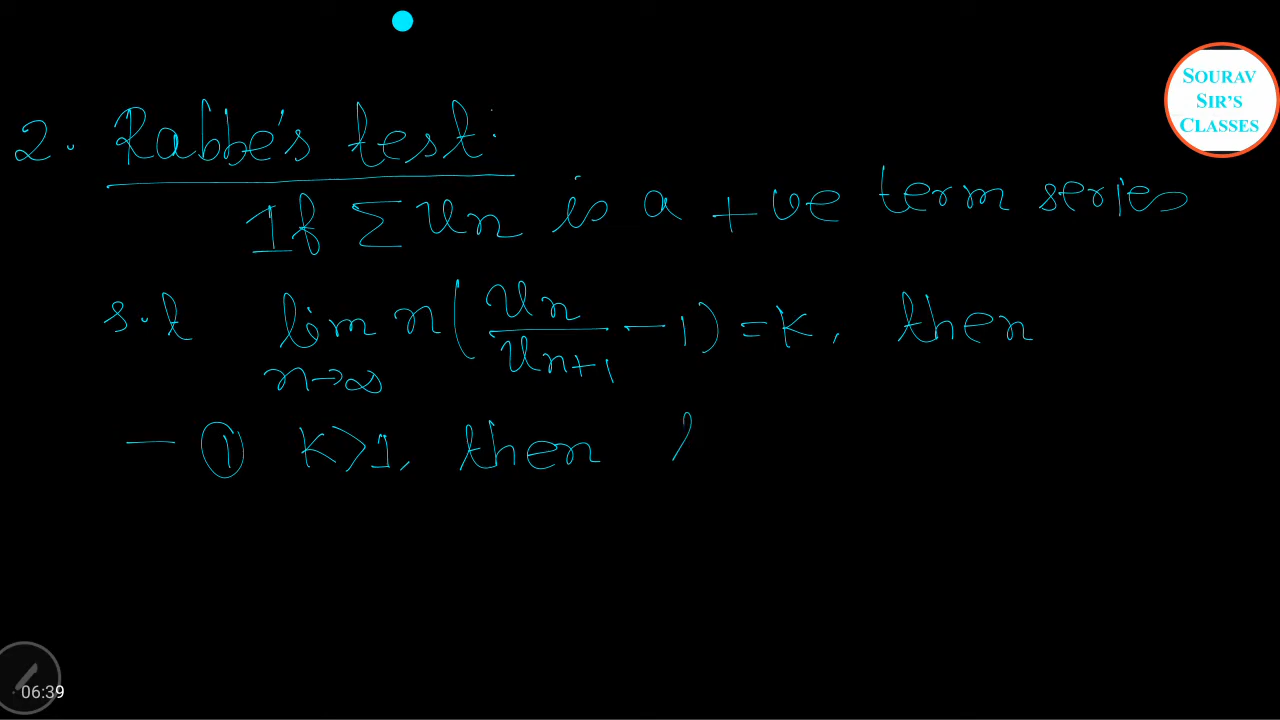 SOURAV
SIR'S
CLASSES
2. Rabbe's test:
If Σ un is a +ve term series
s.t lim n→∞ n(un/un+1 − 1) = K, then
— ① K>1, then
06:39